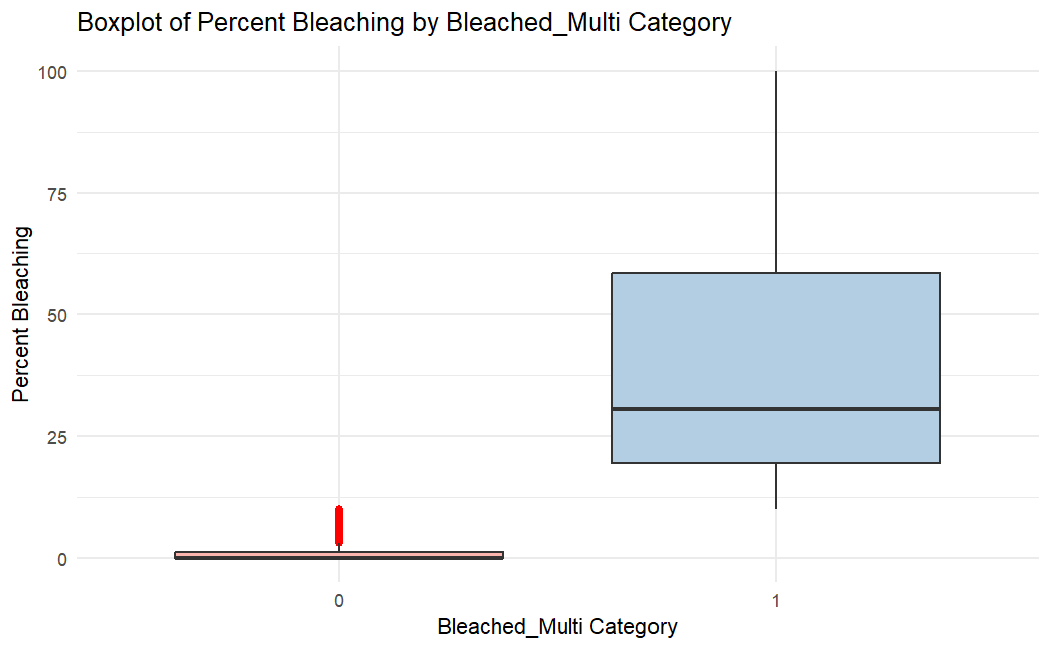 Boxplot of Percent Bleaching by Bleached_Multi Category
100
75
50
25
0
Percent Bleaching
0 1
Bleached_Multi Category